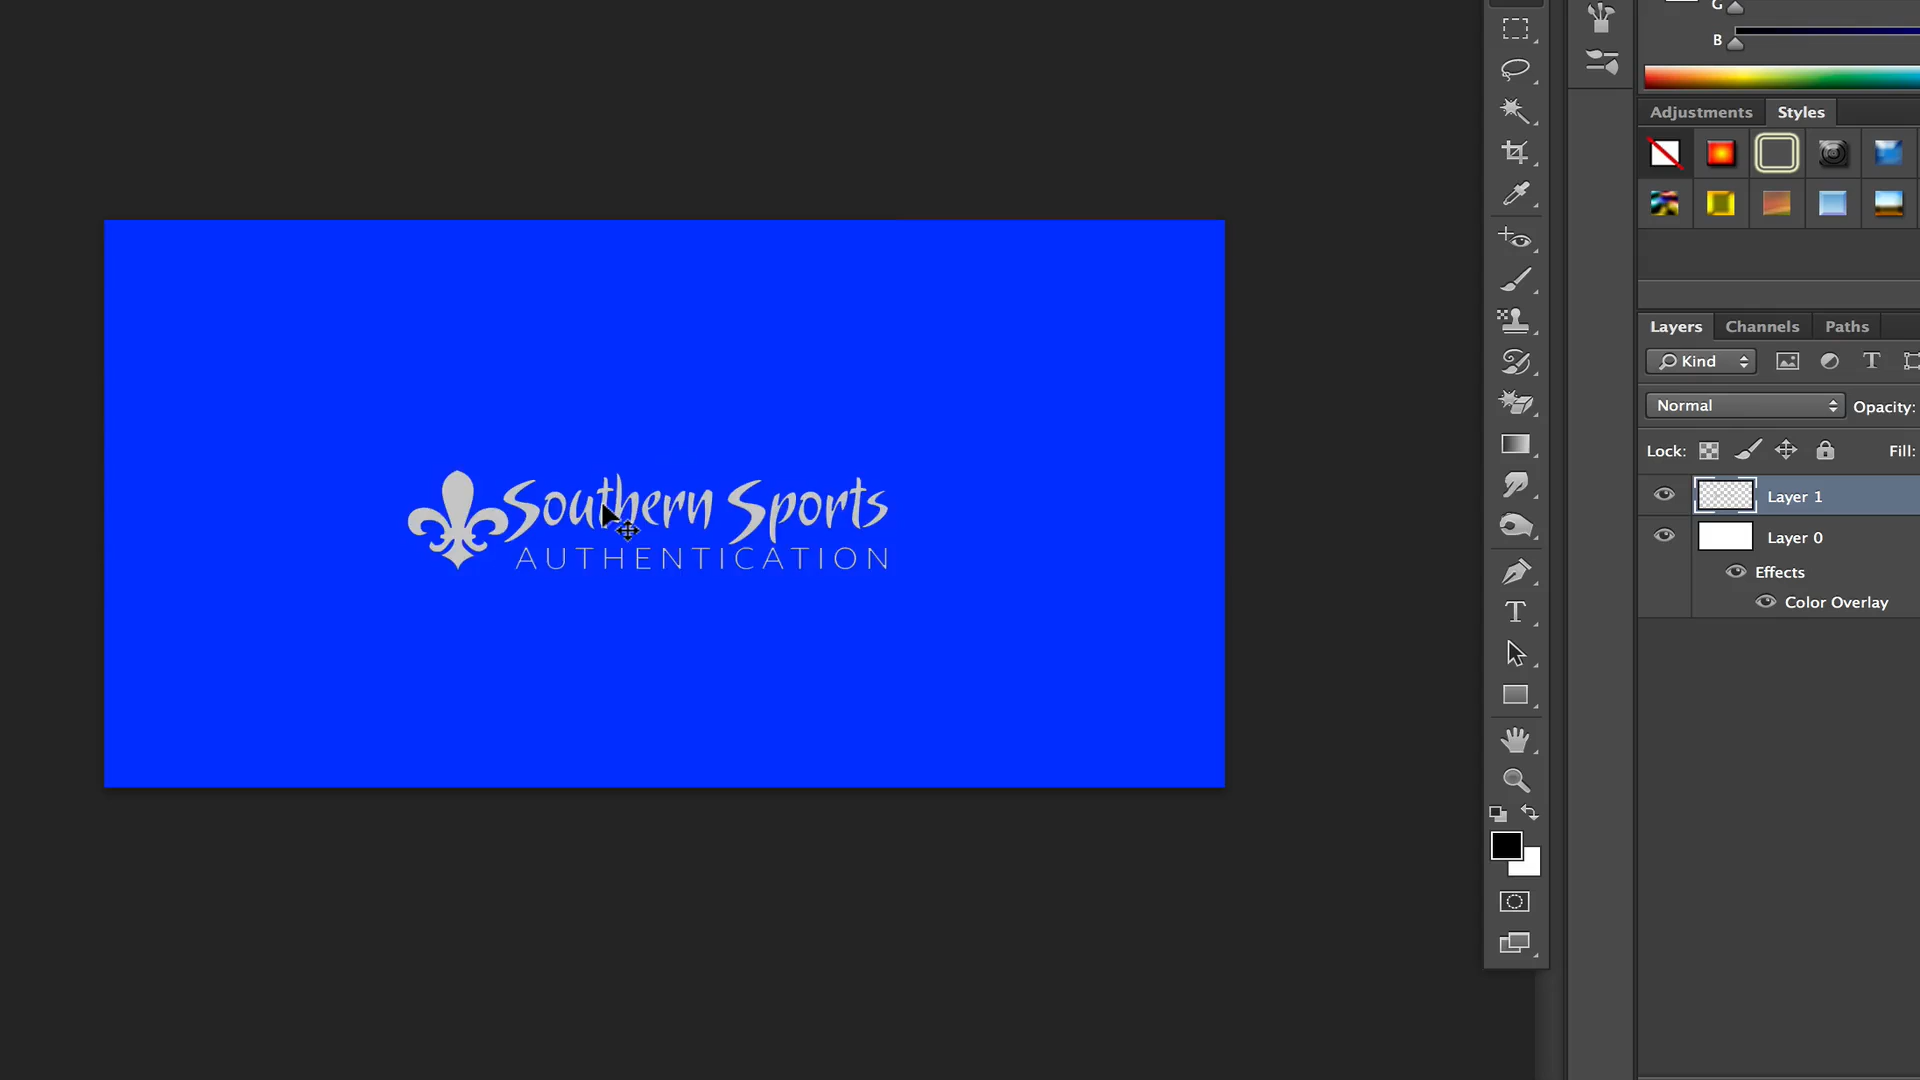 G
B
Adjustments Styles
Layers Channels Paths
Kind T
Normal Opacity:
Lock: Fill:
Layer 1
Layer 0
Effects
Color Overlay
T
Southern Sports
AUTHENTICATION